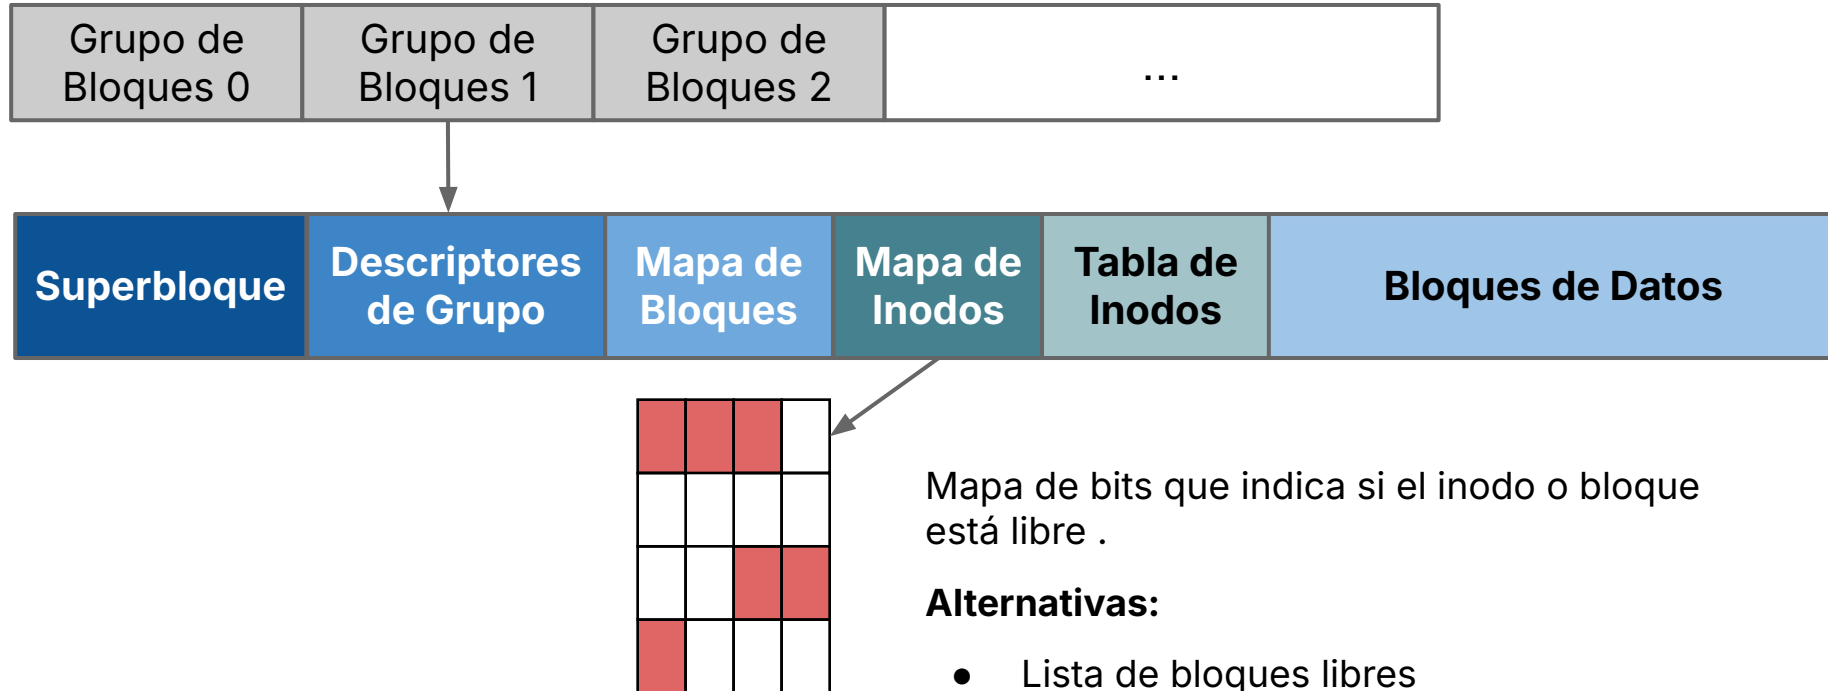 Grupo de
Bloques 0
Grupo de
Bloques 1
Grupo de
Bloques 2
...
Superbloque
Descriptores
de Grupo
Mapa de
Bloques
Mapa de
Inodos
Tabla de
Inodos
Bloques de Datos
Mapa de bits que indica si el inodo o bloque
está libre .
Alternativas:
● Lista de bloques libres